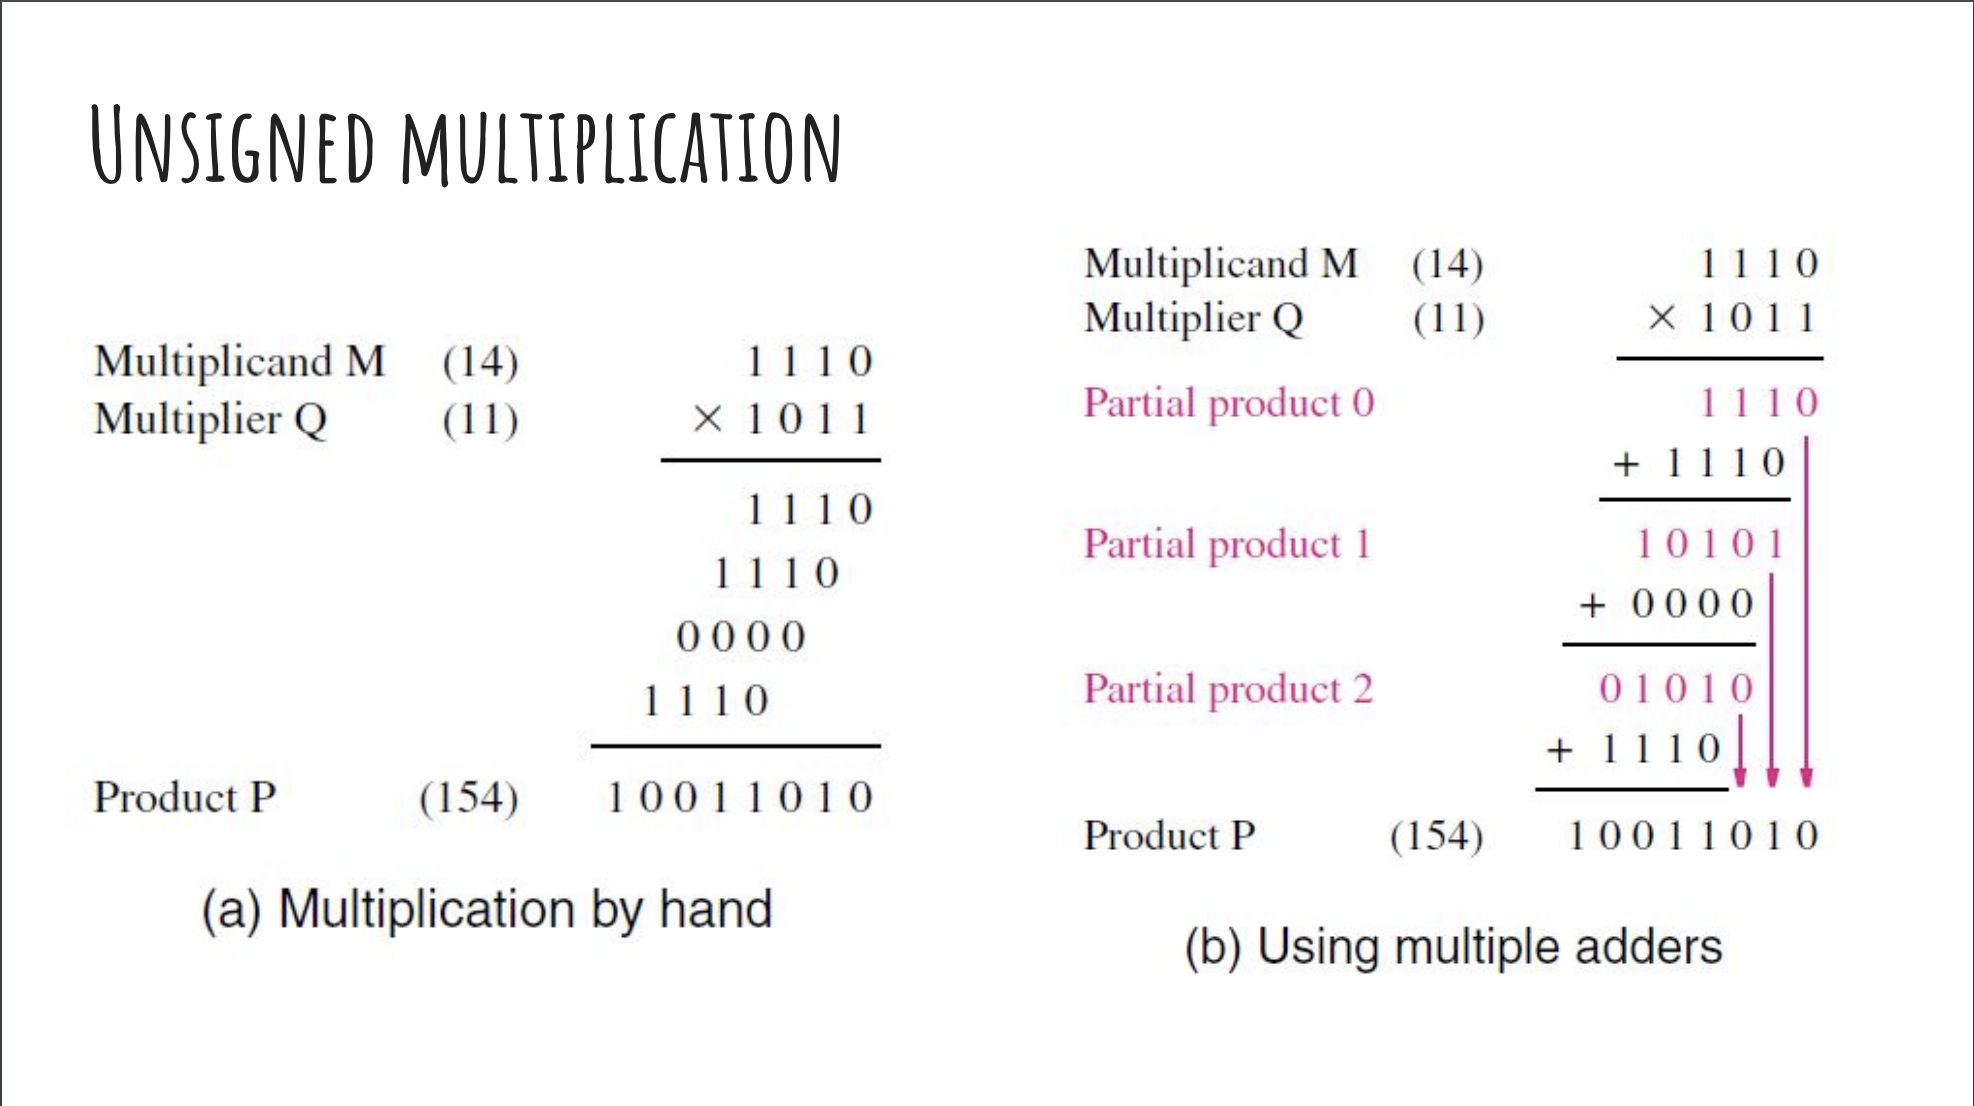 Unsigned multiplication
Multiplicand M (14) 1 1 1 0
Multiplier Q (11) × 1 0 1 1
1 1 1 0
1 1 1 0
0 0 0 0
1 1 1 0
Product P (154) 1 0 0 1 1 0 1 0
(a) Multiplication by hand
Multiplicand M (14) 1 1 1 0
Multiplier Q (11) × 1 0 1 1
Partial product 0 1 1 1 0
+ 1 1 1 0
Partial product 1 1 0 1 0 1
+ 0 0 0 0
Partial product 2 0 1 0 1 0
+ 1 1 1 0
Product P (154) 1 0 0 1 1 0 1 0
(b) Using multiple adders